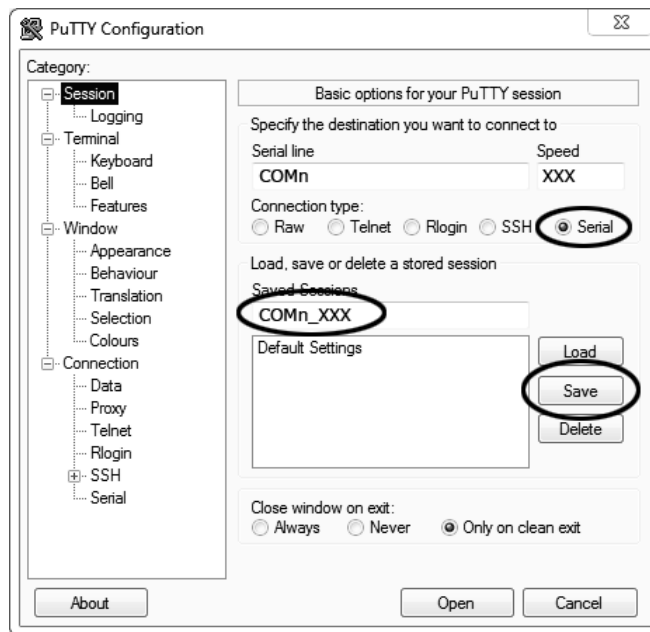 PuTTY Configuration
Category:
Session
Logging
Terminal
Keyboard
Bell
Features
Window
Appearance
Behaviour
Translation
Selection
Colours
Connection
Data
Proxy
Telnet
Rlogin
SSH
Serial
Basic options for your PuTTY session
Specify the destination you want to connect to
Serial line Speed
COMn XXX
Connection type:
Raw Telnet Rlogin SSH Serial
Load, save or delete a stored session
Saved Sessions
COMn_XXX
Default Settings
Load
Save
Delete
Close window on exit:
Always Never Only on clean exit
About Open Cancel